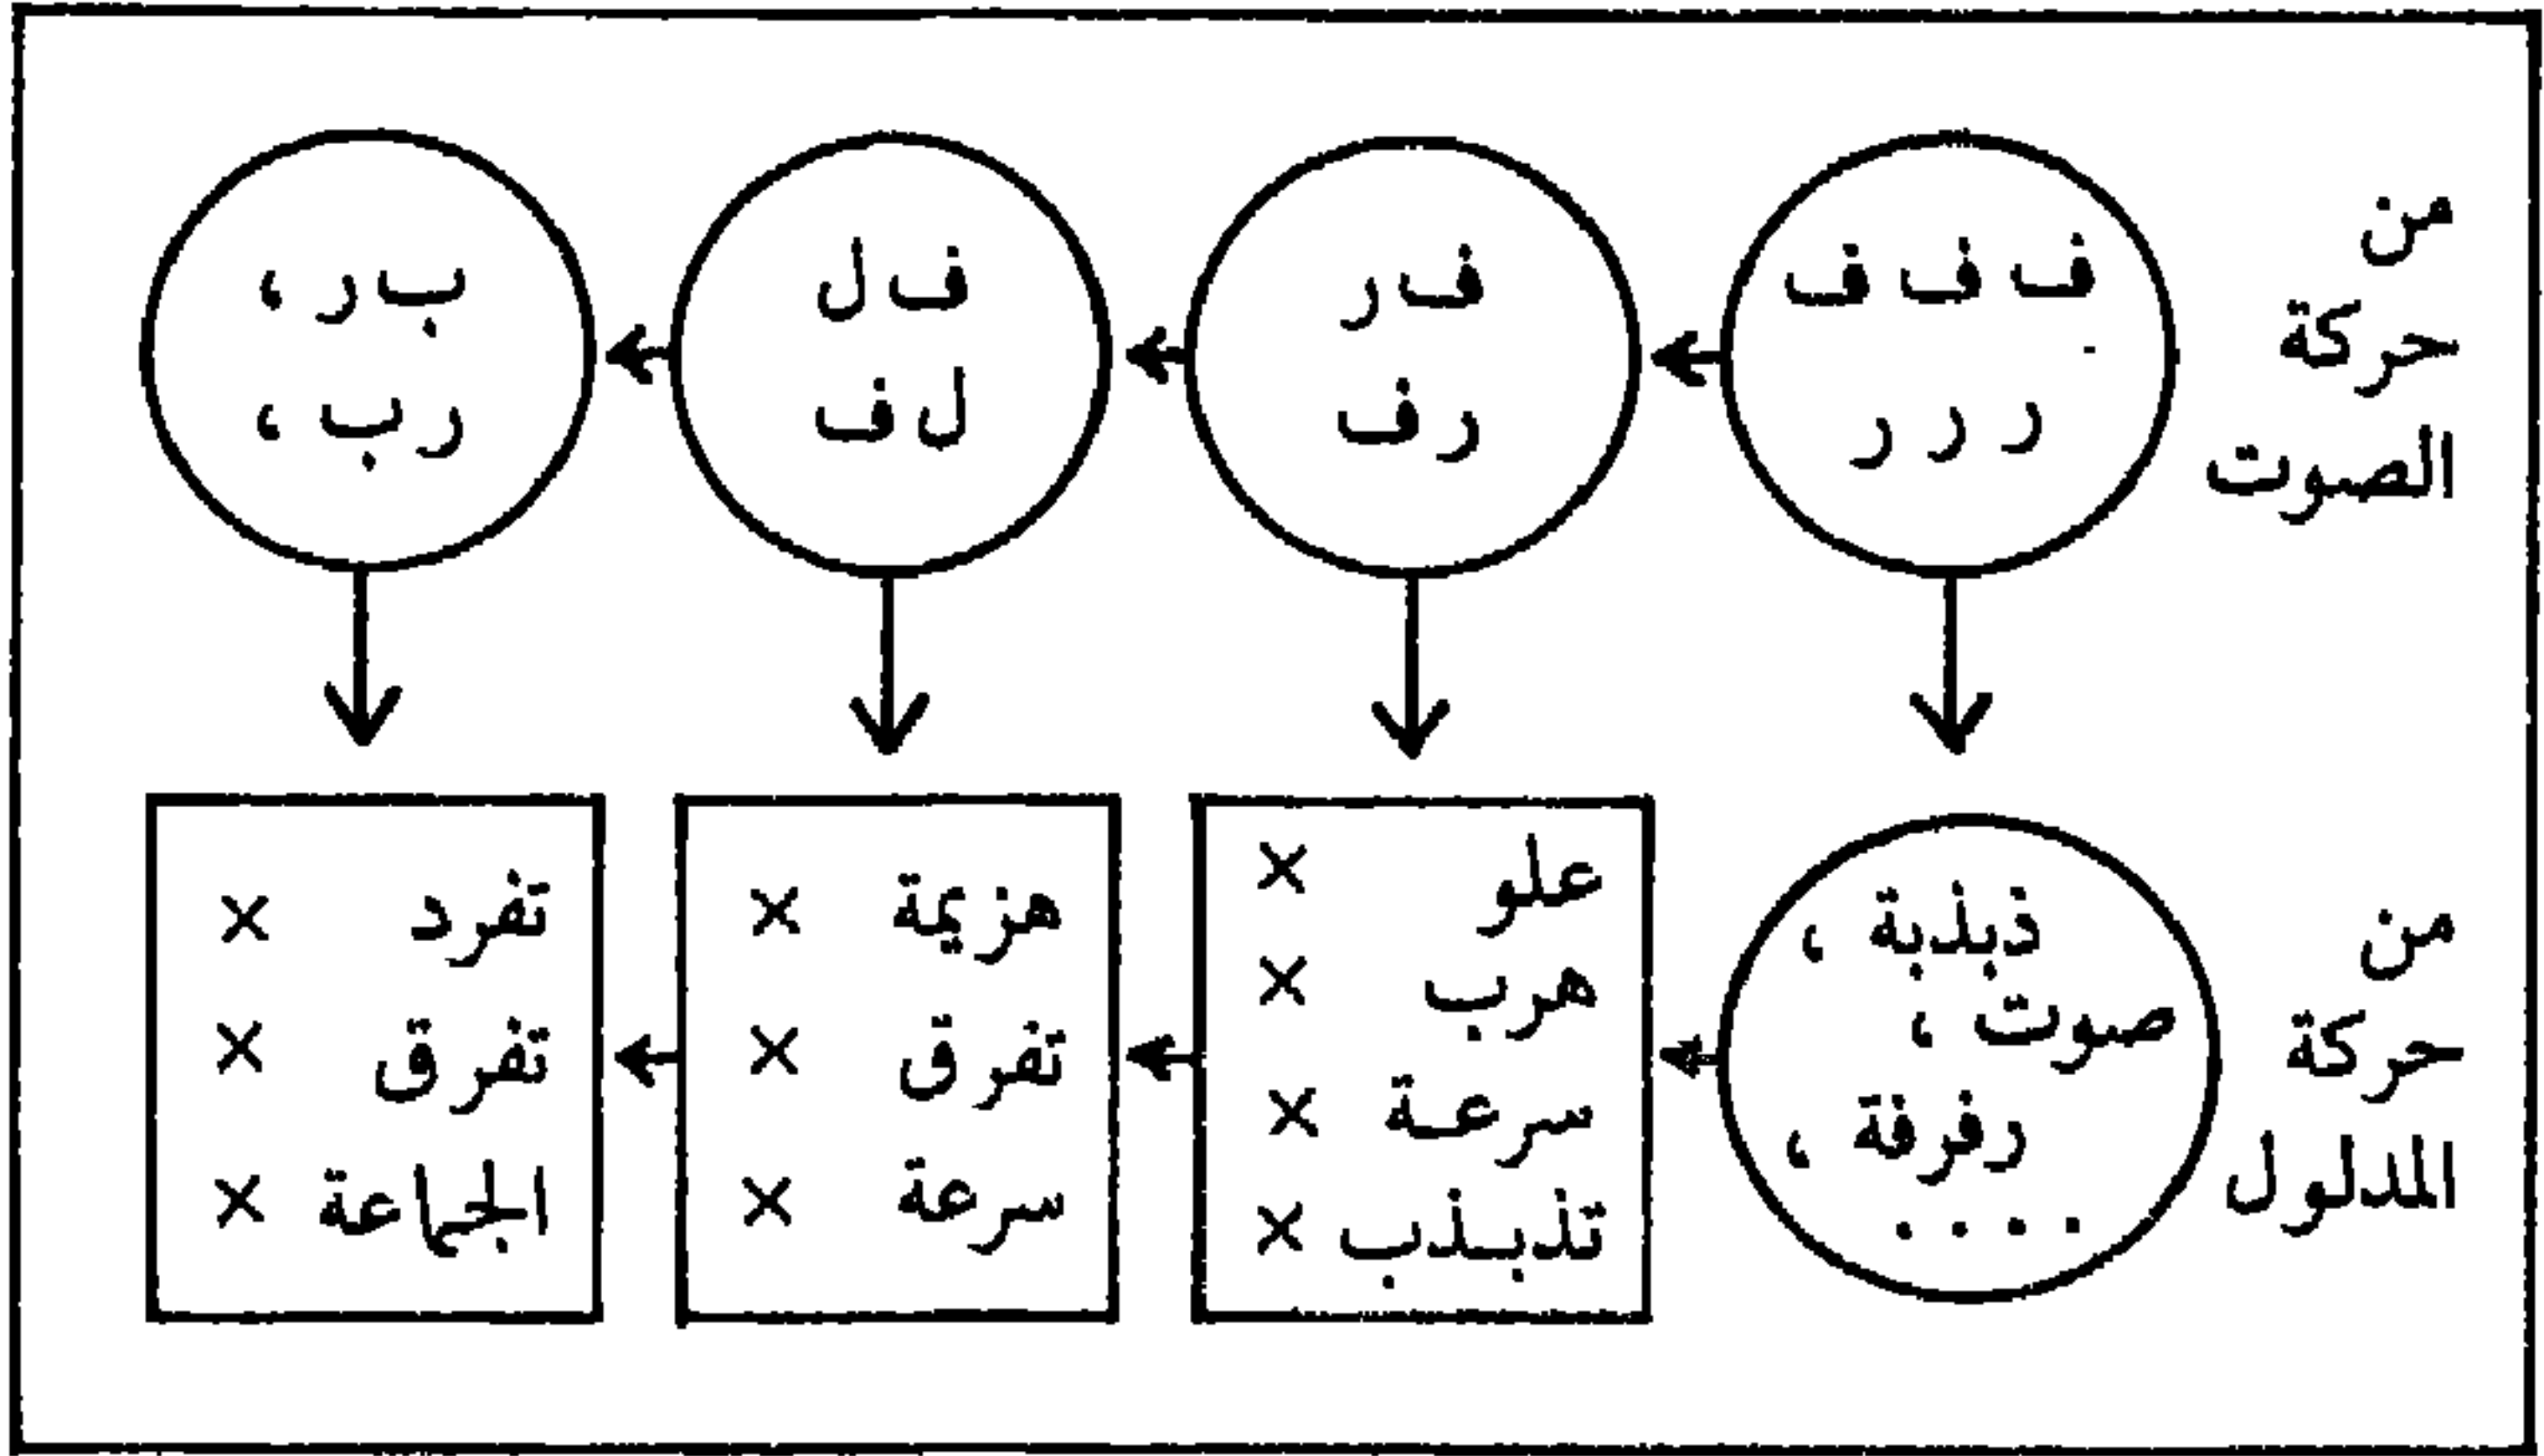 من
حركة
الصوت
ف ف ف
ر ر ر
ف ر
ر ف
ف ل
ل ف
ب ر ،
ر ب ،
من
حركة
المدلول
ذبذبة ،
صوت ،
رفرفة ،
. . . .
علو ×
هرب ×
سرعة ×
تذبذب ×
هزيمة ×
تفرق ×
سرعة ×
تفرد ×
تفرق ×
الجماعة ×